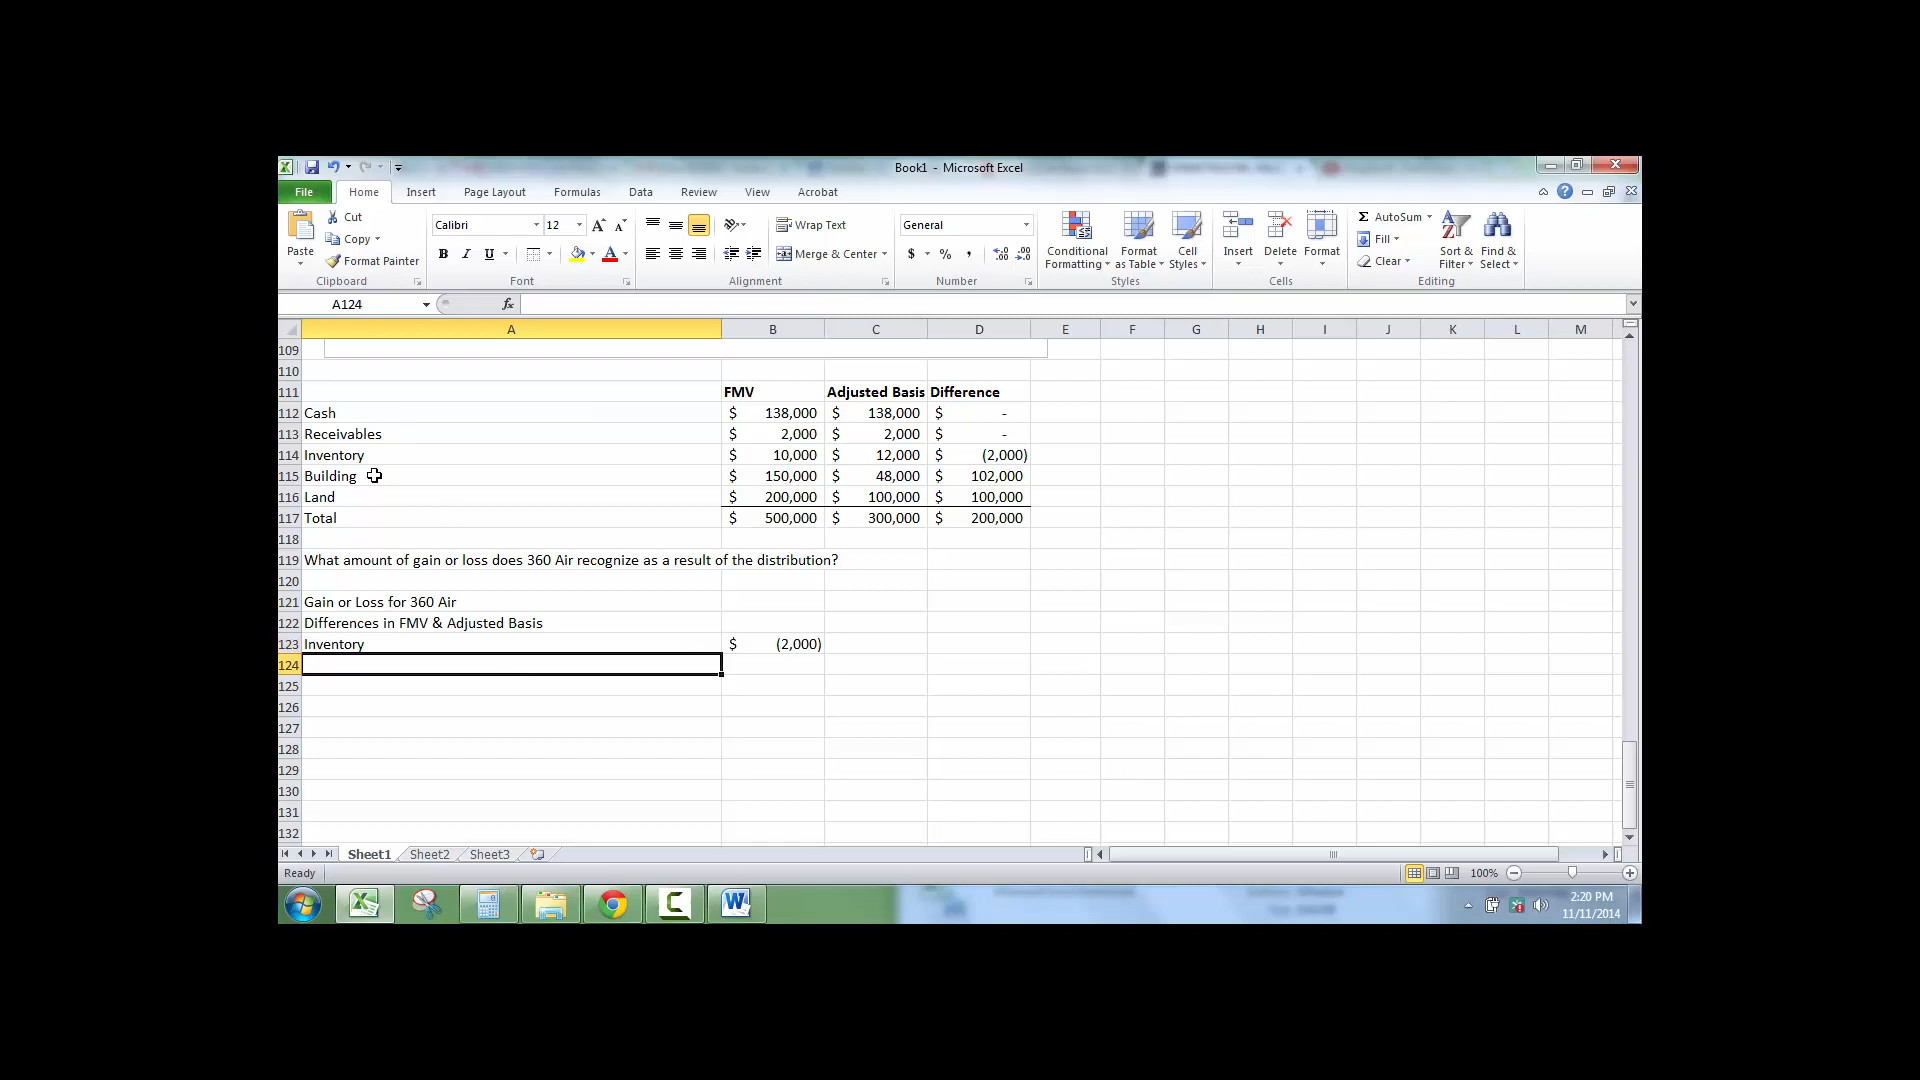 Book1 - Microsoft Excel
File Home Insert Page Layout Formulas Data Review View Acrobat
Paste
Cut
Copy
Format Painter
Clipboard
Calibri 12
B I U
Font
Wrap Text
Merge & Center
Alignment
General
$ % ,
Number
Conditional Formatting
Format as Table
Cell Styles
Styles
Insert
Delete
Format
Cells
AutoSum
Fill
Clear
Sort & Filter
Find & Select
Editing
A124 fx
A B C D E F G H I J K L M
109
110
111 FMV Adjusted Basis Difference
112 Cash $ 138,000 $ 138,000 $ -
113 Receivables $ 2,000 $ 2,000 $ -
114 Inventory $ 10,000 $ 12,000 $ (2,000)
115 Building $ 150,000 $ 48,000 $ 102,000
116 Land $ 200,000 $ 100,000 $ 100,000
117 Total $ 500,000 $ 300,000 $ 200,000
118
119 What amount of gain or loss does 360 Air recognize as a result of the distribution?
120
121 Gain or Loss for 360 Air
122 Differences in FMV & Adjusted Basis
123 Inventory $ (2,000)
124
125
126
127
128
129
130
131
132
Sheet1 Sheet2 Sheet3
Ready 100%
2:20 PM
11/11/2014